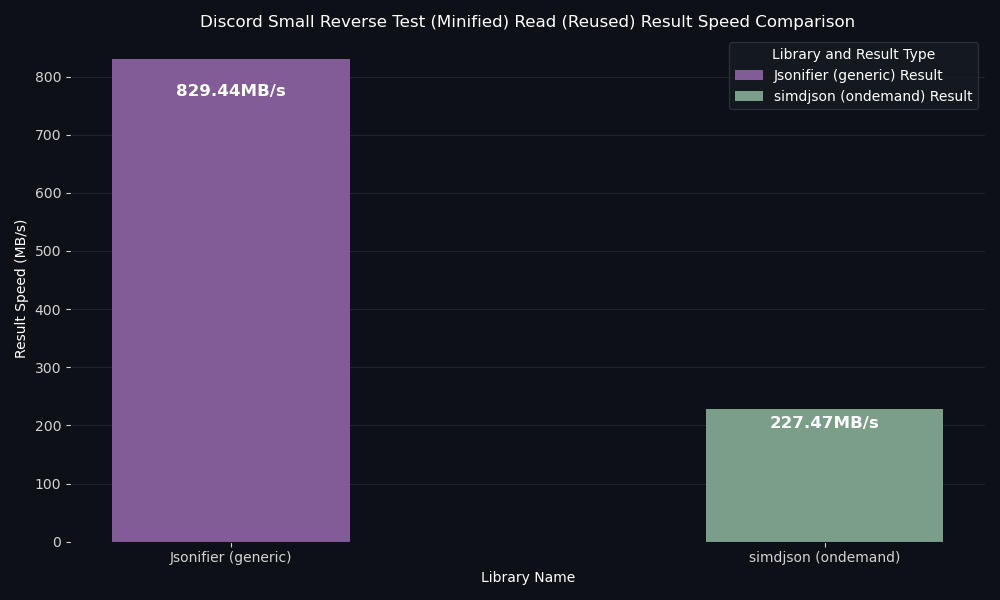 Discord Small Reverse Test (Minified) Read (Reused) Result Speed Comparison
Library and Result Type
Jsonifier (generic) Result
simdjson (ondemand) Result
829.44MB/s
227.47MB/s
Result Speed (MB/s)
800
700
600
500
400
300
200
100
0
Jsonifier (generic)
simdjson (ondemand)
Library Name